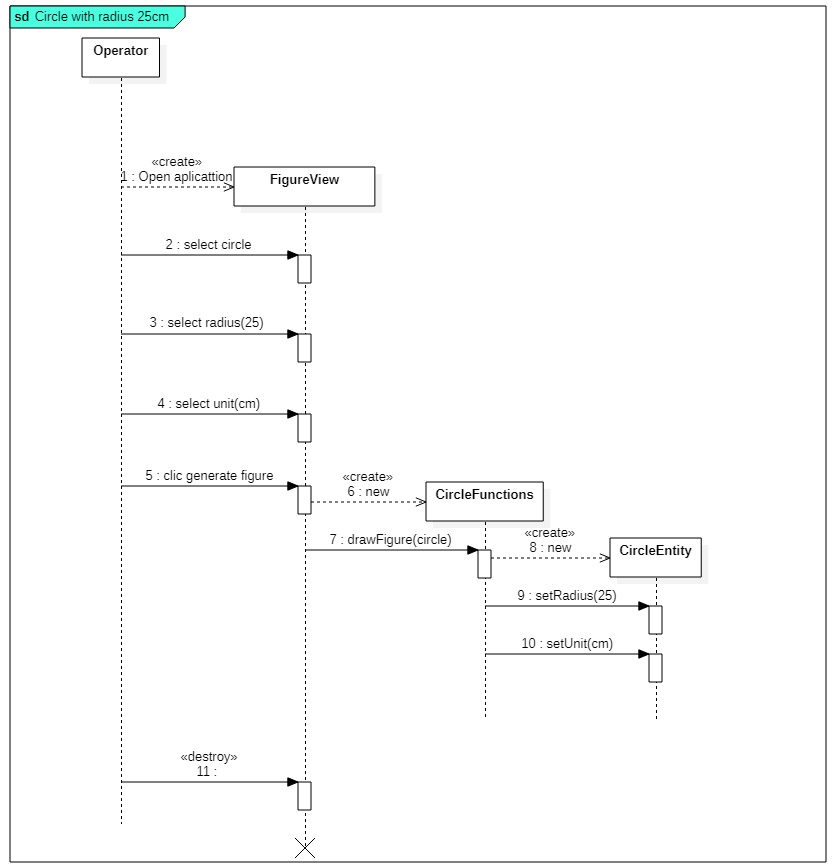 sd Circle with radius 25cm
Operator
«create»
1 : Open aplicattion
FigureView
2 : select circle
3 : select radius(25)
4 : select unit(cm)
5 : clic generate figure
«create»
6 : new
CircleFunctions
7 : drawFigure(circle)
«create»
8 : new
CircleEntity
9 : setRadius(25)
10 : setUnit(cm)
«destroy»
11 :